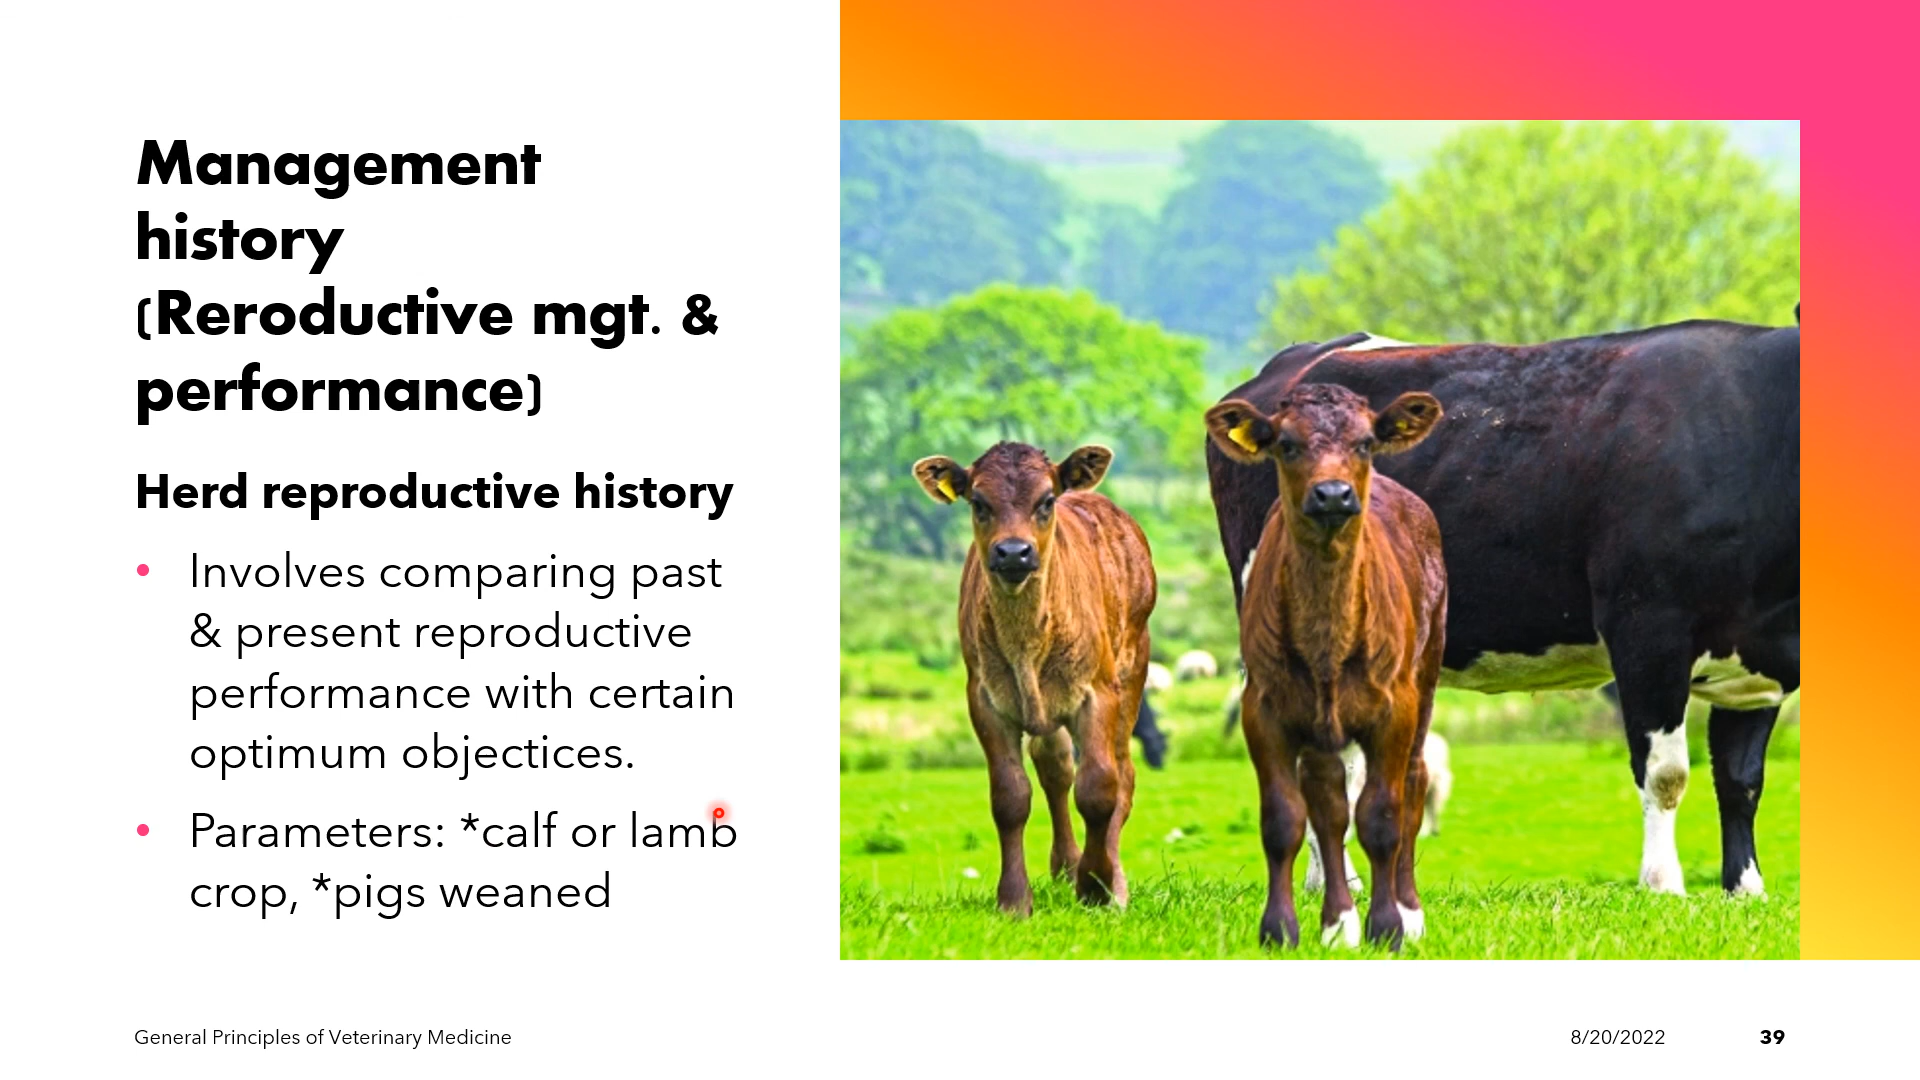 Management
history
(Reroductive mgt. &
performance)
Herd reproductive history
• Involves comparing past
& present reproductive
performance with certain
optimum objectices.
• Parameters: *calf or lamb
crop, *pigs weaned
General Principles of Veterinary Medicine
8/20/2022
39